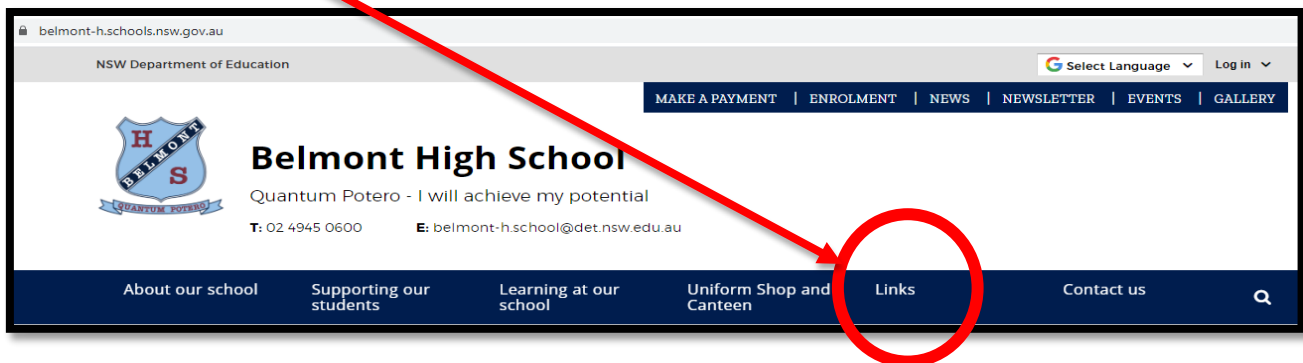 belmont-h.schools.nsw.gov.au
NSW Department of Education
Select Language
Log in
MAKE A PAYMENT | ENROLMENT | NEWS | NEWSLETTER | EVENTS | GALLERY
H
BELMONT
S
QUANTUM POTERO
Belmont High School
Quantum Potero - I will achieve my potential
T: 02 4945 0600 E: belmont-h.school@det.nsw.edu.au
About our school
Supporting our
students
Learning at our
school
Uniform Shop and
Canteen
Links
Contact us